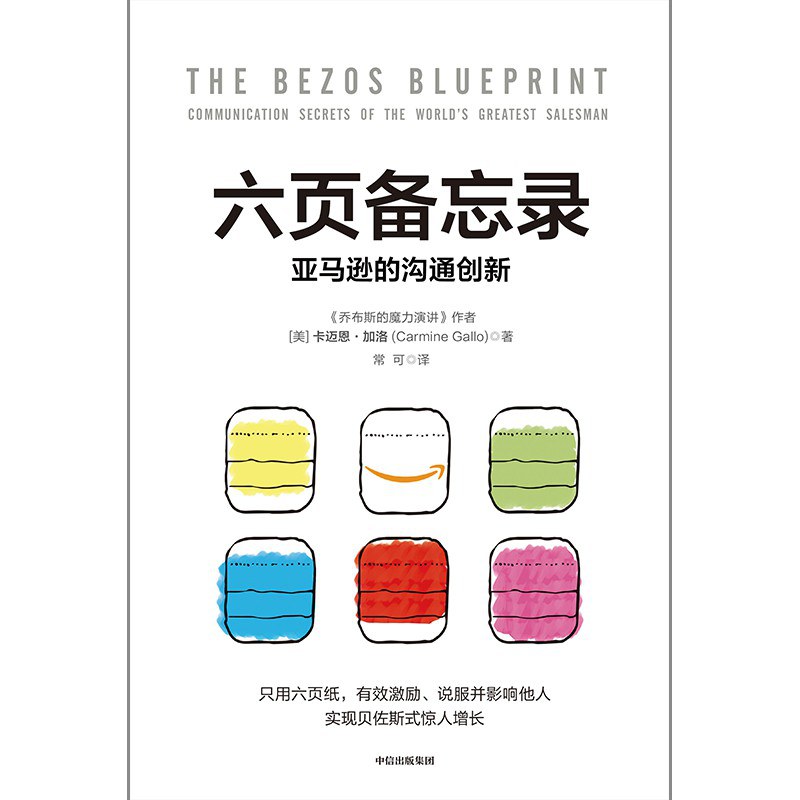 THE BEZOS BLUEPRINT
COMMUNICATION SECRETS OF THE WORLD'S GREATEST SALESMAN
六页备忘录
亚马逊的沟通创新
《乔布斯的魔力演讲》作者
[美] 卡迈恩·加洛 (Carmine Gallo)◎著
常 可◎译
只用六页纸，有效激励、说服并影响他人
实现贝佐斯式惊人增长
中信出版集团